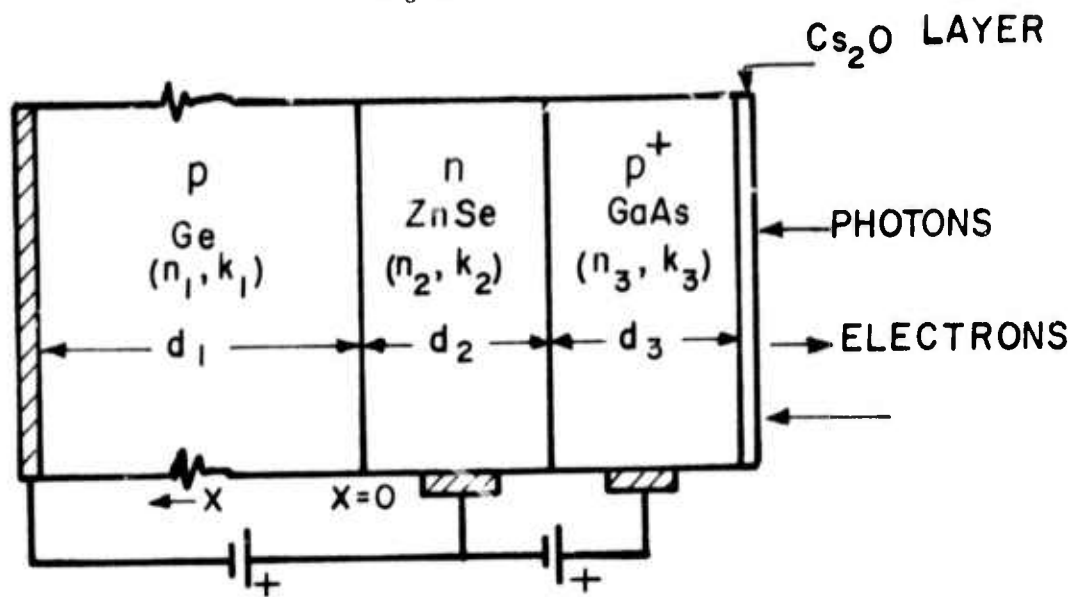 Cs₂O LAYER
p
Ge
(n₁, k₁)
n
ZnSe
(n₂, k₂)
p⁺
GaAs
(n₃, k₃)
PHOTONS
d₁
d₂
d₃
ELECTRONS
x
x=0
+
+